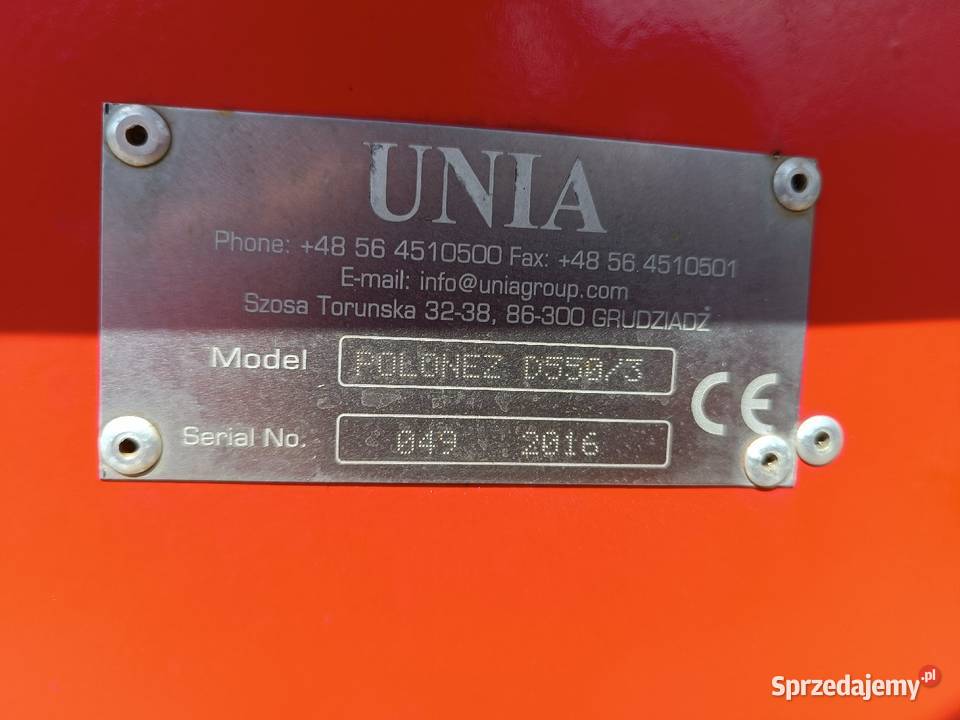 UNIA
Phone: +48 56 4510500 Fax: +48 56 4510501
E-mail: info@uniagroup.com
Szosa Torunska 32-38, 86-300 GRUDZIADŻ
Model POLONEZ D550/3
CE
Serial No. 049 2016
Sprzedajemy.pl